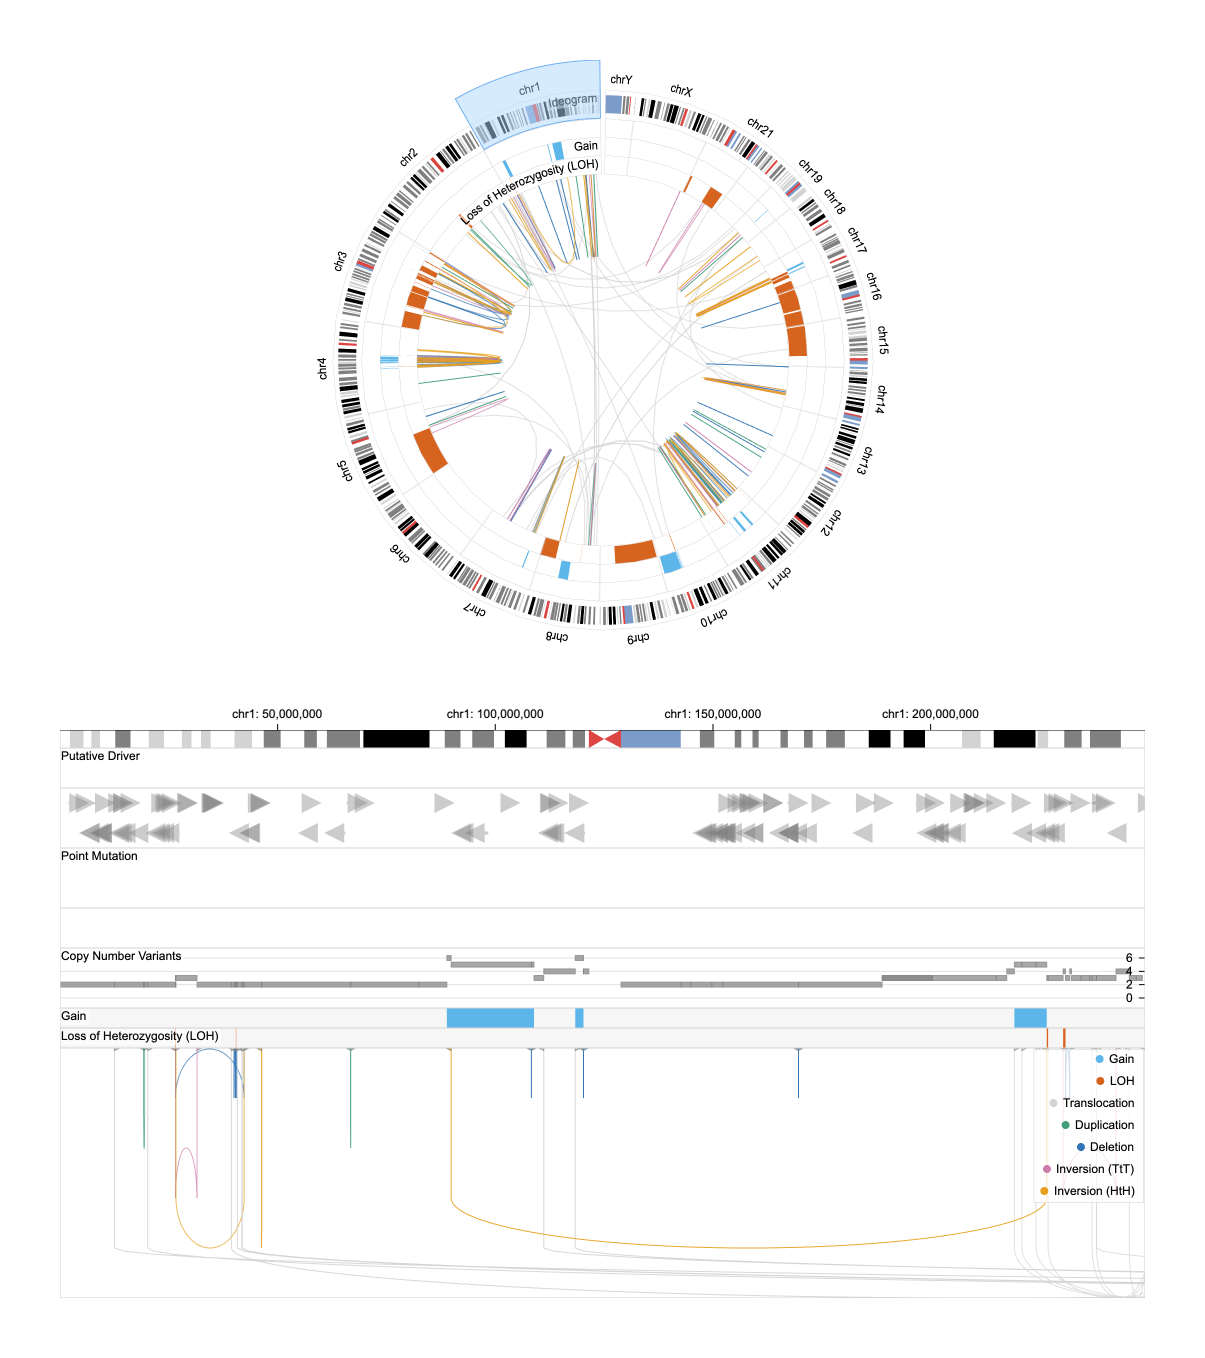 chrY
chrX
chr1
Ideogram
chr21
chr2
Gain
chr19
Loss of Heterozygosity (LOH)
chr18
chr17
chr3
chr16
chr15
chr4
chr14
chr5
chr13
chr12
chr6
chr11
chr7
chr10
chr8
chr9
chr1: 50,000,000
chr1: 100,000,000
chr1: 150,000,000
chr1: 200,000,000
Putative Driver
Point Mutation
Copy Number Variants
6
4
2
0
Gain
Loss of Heterozygosity (LOH)
Gain
LOH
Translocation
Duplication
Deletion
Inversion (TtT)
Inversion (HtH)